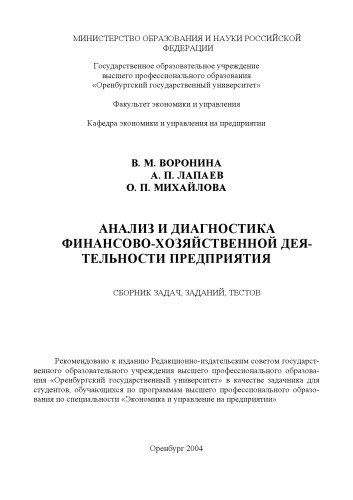 МИНИСТЕРСТВО ОБРАЗОВАНИЯ И НАУКИ РОССИЙСКОЙ
ФЕДЕРАЦИИ
Государственное образовательное учреждение
высшего профессионального образования
«Оренбургский государственный университет»
Факультет экономики и управления
Кафедра экономики и управления на предприятии
В. М. ВОРОНИНА
А. П. ЛАПАЕВ
О. П. МИХАЙЛОВА
АНАЛИЗ И ДИАГНОСТИКА
ФИНАНСОВО-ХОЗЯЙСТВЕННОЙ ДЕЯ-
ТЕЛЬНОСТИ ПРЕДПРИЯТИЯ
СБОРНИК ЗАДАЧ, ЗАДАНИЙ, ТЕСТОВ
Рекомендовано к изданию Редакционно-издательским советом государст-
венного образовательного учреждения высшего профессионального образова-
ния «Оренбургский государственный университет» в качестве задачника для
студентов, обучающихся по программам высшего профессионального образо-
вания по специальности «Экономика и управление на предприятии»
Оренбург 2004